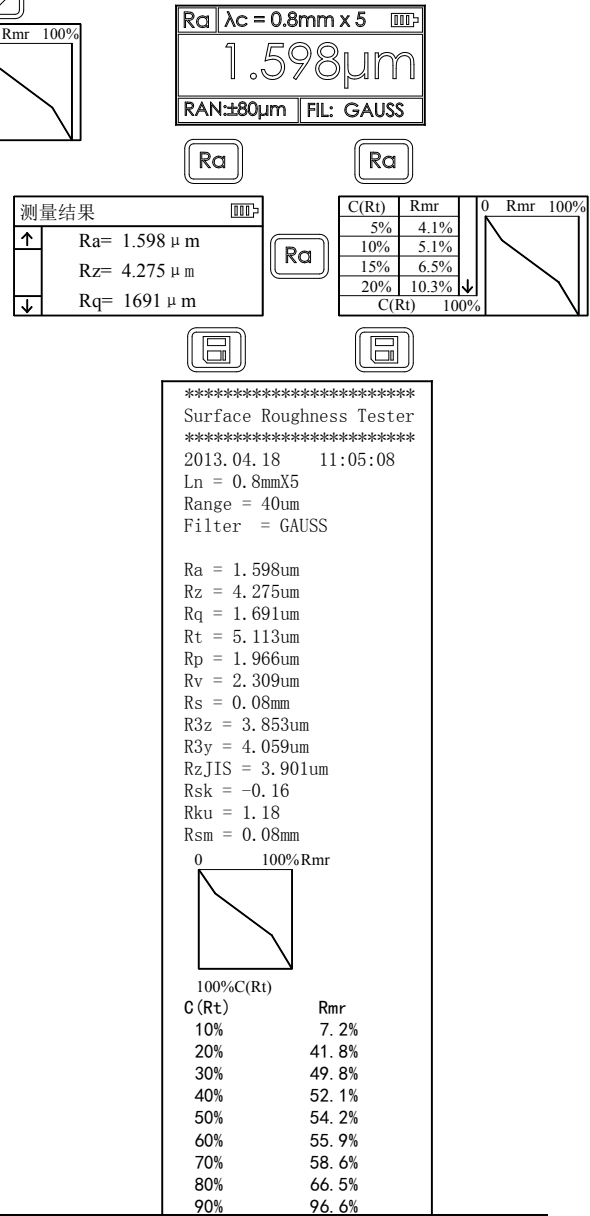 Rmr 100%
Ra λc = 0.8mm x 5
1.598μm
RAN:±80μm FIL: GAUSS
Ra
Ra
测量结果
Ra= 1.598 μ m
Rz= 4.275 μ m
Rq= 1691 μ m
Ra
C(Rt) Rmr
5% 4.1%
10% 5.1%
15% 6.5%
20% 10.3%
C(Rt) 100%
0 Rmr 100%
************************
Surface Roughness Tester
************************
2013.04.18 11:05:08
Ln = 0.8mmX5
Range = 40um
Filter = GAUSS
Ra = 1.598um
Rz = 4.275um
Rq = 1.691um
Rt = 5.113um
Rp = 1.966um
Rv = 2.309um
Rs = 0.08mm
R3z = 3.853um
R3y = 4.059um
RzJIS = 3.901um
Rsk = -0.16
Rku = 1.18
Rsm = 0.08mm
0 100%Rmr
100%C(Rt)
C(Rt) Rmr
10% 7.2%
20% 41.8%
30% 49.8%
40% 52.1%
50% 54.2%
60% 55.9%
70% 58.6%
80% 66.5%
90% 96.6%